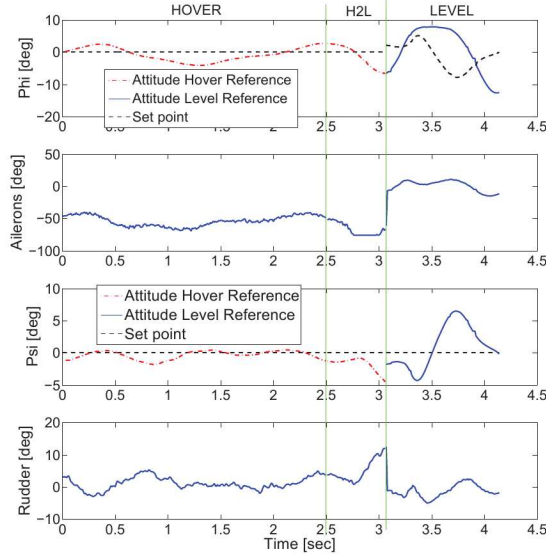 HOVER H2L LEVEL
Phi [deg]
10
0
−10
−20
Attitude Hover Reference
Attitude Level Reference
Set point
0 0.5 1 1.5 2 2.5 3 3.5 4 4.5
Ailerons [deg]
50
0
−50
−100
0 0.5 1 1.5 2 2.5 3 3.5 4 4.5
Psi [deg]
10
5
0
−5
Attitude Hover Reference
Attitude Level Reference
Set point
0 0.5 1 1.5 2 2.5 3 3.5 4 4.5
Rudder [deg]
20
10
0
−10
0 0.5 1 1.5 2 2.5 3 3.5 4 4.5
Time [sec]